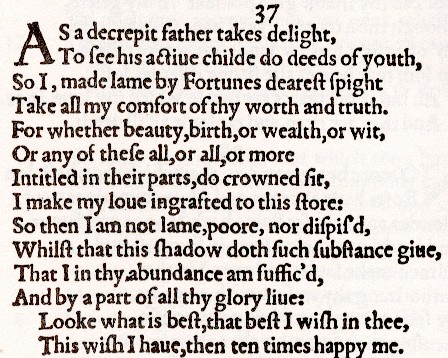 37
AS a decrepit father takes delight,
To ſee his actiue childe do deeds of youth,
So I, made lame by Fortunes deareſt ſpight
Take all my comfort of thy worth and truth.
For whether beauty,birth,or wealth,or wit,
Or any of theſe all,or all,or more
Intitled in their parts,do crowned ſit,
I make my loue ingrafted to this ſtore:
So then I am not lame,poore, nor diſpiſ'd,
Whilſt that this ſhadow doth ſuch ſubſtance giue,
That I in thy,abundance am ſuffic'd,
And by a part of all thy glory liue:
Looke what is beſt,that beſt I wiſh in thee,
This wiſh I haue,then ten times happy me.